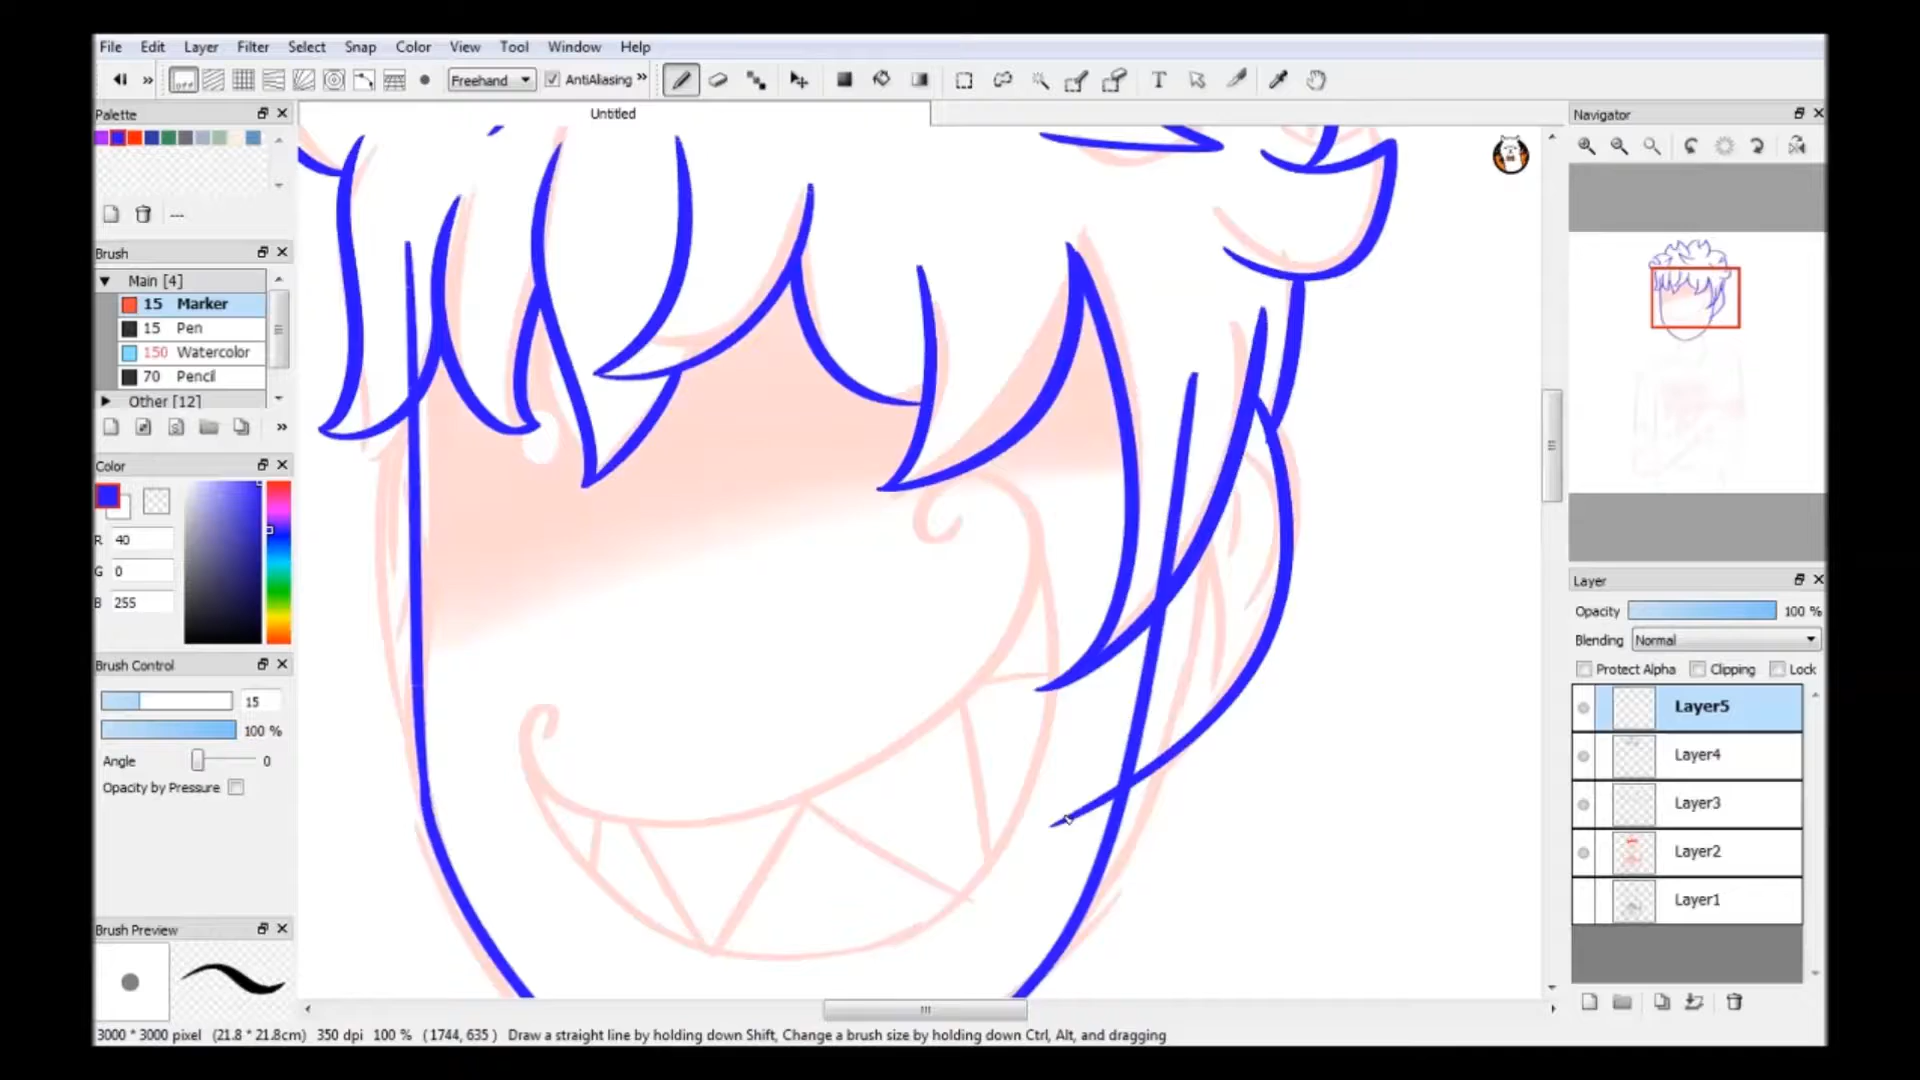 File Edit Layer Filter Select Snap Color View Tool Window Help
off Freehand AntiAliasing T
Palette
Untitled
Navigator
---
Brush
Main [4]
15 Marker
15 Pen
150 Watercolor
70 Pencil
Other [12]
Color
R 40
G 0
B 255
Brush Control
15
100 %
Angle 0
Opacity by Pressure
Brush Preview
Layer
Opacity 100 %
Blending Normal
Protect Alpha Clipping Lock
Layer5
Layer4
Layer3
Layer2
Layer1
3000 * 3000 pixel (21.8 * 21.8cm) 350 dpi 100 % (1744, 635) Draw a straight line by holding down Shift, Change a brush size by holding down Ctrl, Alt, and dragging